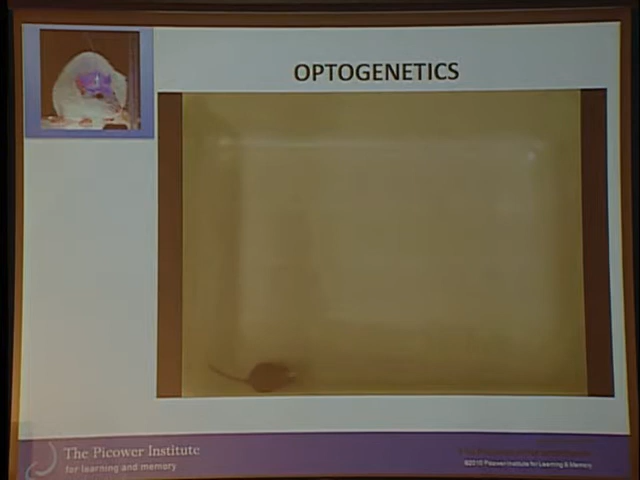 OPTOGENETICS
The Picower Institute
for learning and memory
©2010 Picower Institute for Learning & Memory